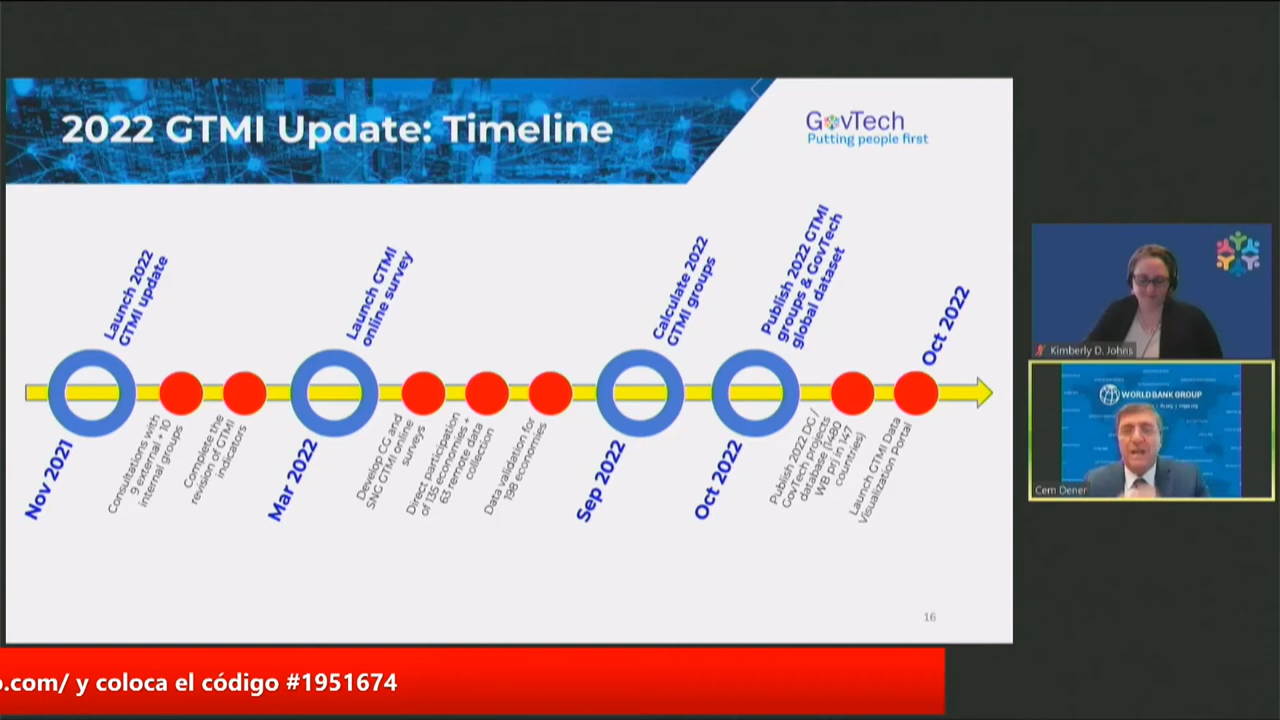 2022 GTMI Update: Timeline
GovTech
Putting people first
Launch 2022
GTMI update
Launch GTMI
online survey
Calculate 2022
GTMI groups
Publish 2022 GTMI
groups & GovTech
global dataset
Oct 2022
Nov 2021
Consultations with
9 external + 10
internal groups
Complete the
revision of GTMI
indicators
Mar 2022
Develop CG and
SNG GTMI online
surveys
Direct participation
of 135 economies +
63 remote data
collection
Data validation for
198 economies
Sep 2022
Oct 2022
Publish 2022 DG /
GovTech projects
database (1480
WB prj in 147
countries)
Launch GTMI Data
Visualization Portal
16
Kimberly D. Johns
WORLD BANK GROUP
Cem Dener
.com/ y coloca el código #1951674